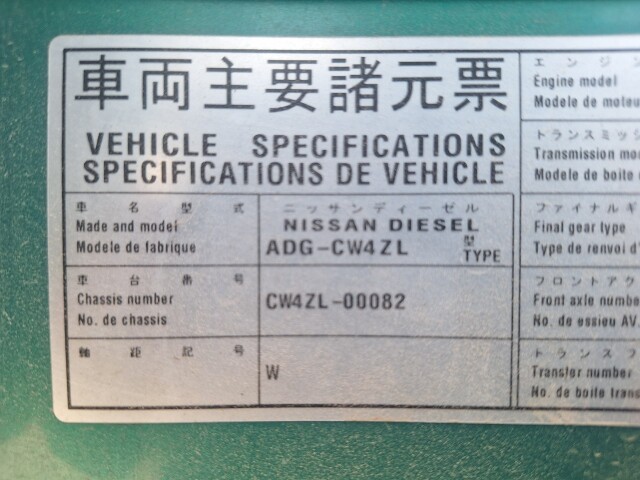 車両主要諸元票
VEHICLE SPECIFICATIONS
SPECIFICATIONS DE VEHICLE
車名型式
Made and model
Modele de fabrique
ニッサンディーゼル
NISSAN DIESEL
ADG-CW4ZL 型 TYPE
車台番号
Chassis number
No. de chassis
CW4ZL-00082
軸距記号
W
エンジン
Engine model
Modele de moteu
トランスミッ
Transmission mo
Modele de boite
ファイナルギ
Final gear type
Type de renvoi d'
フロントアク
Front axle numbe
No. de essieu AV.
トランスフ
Transfer number
No. de boite trans